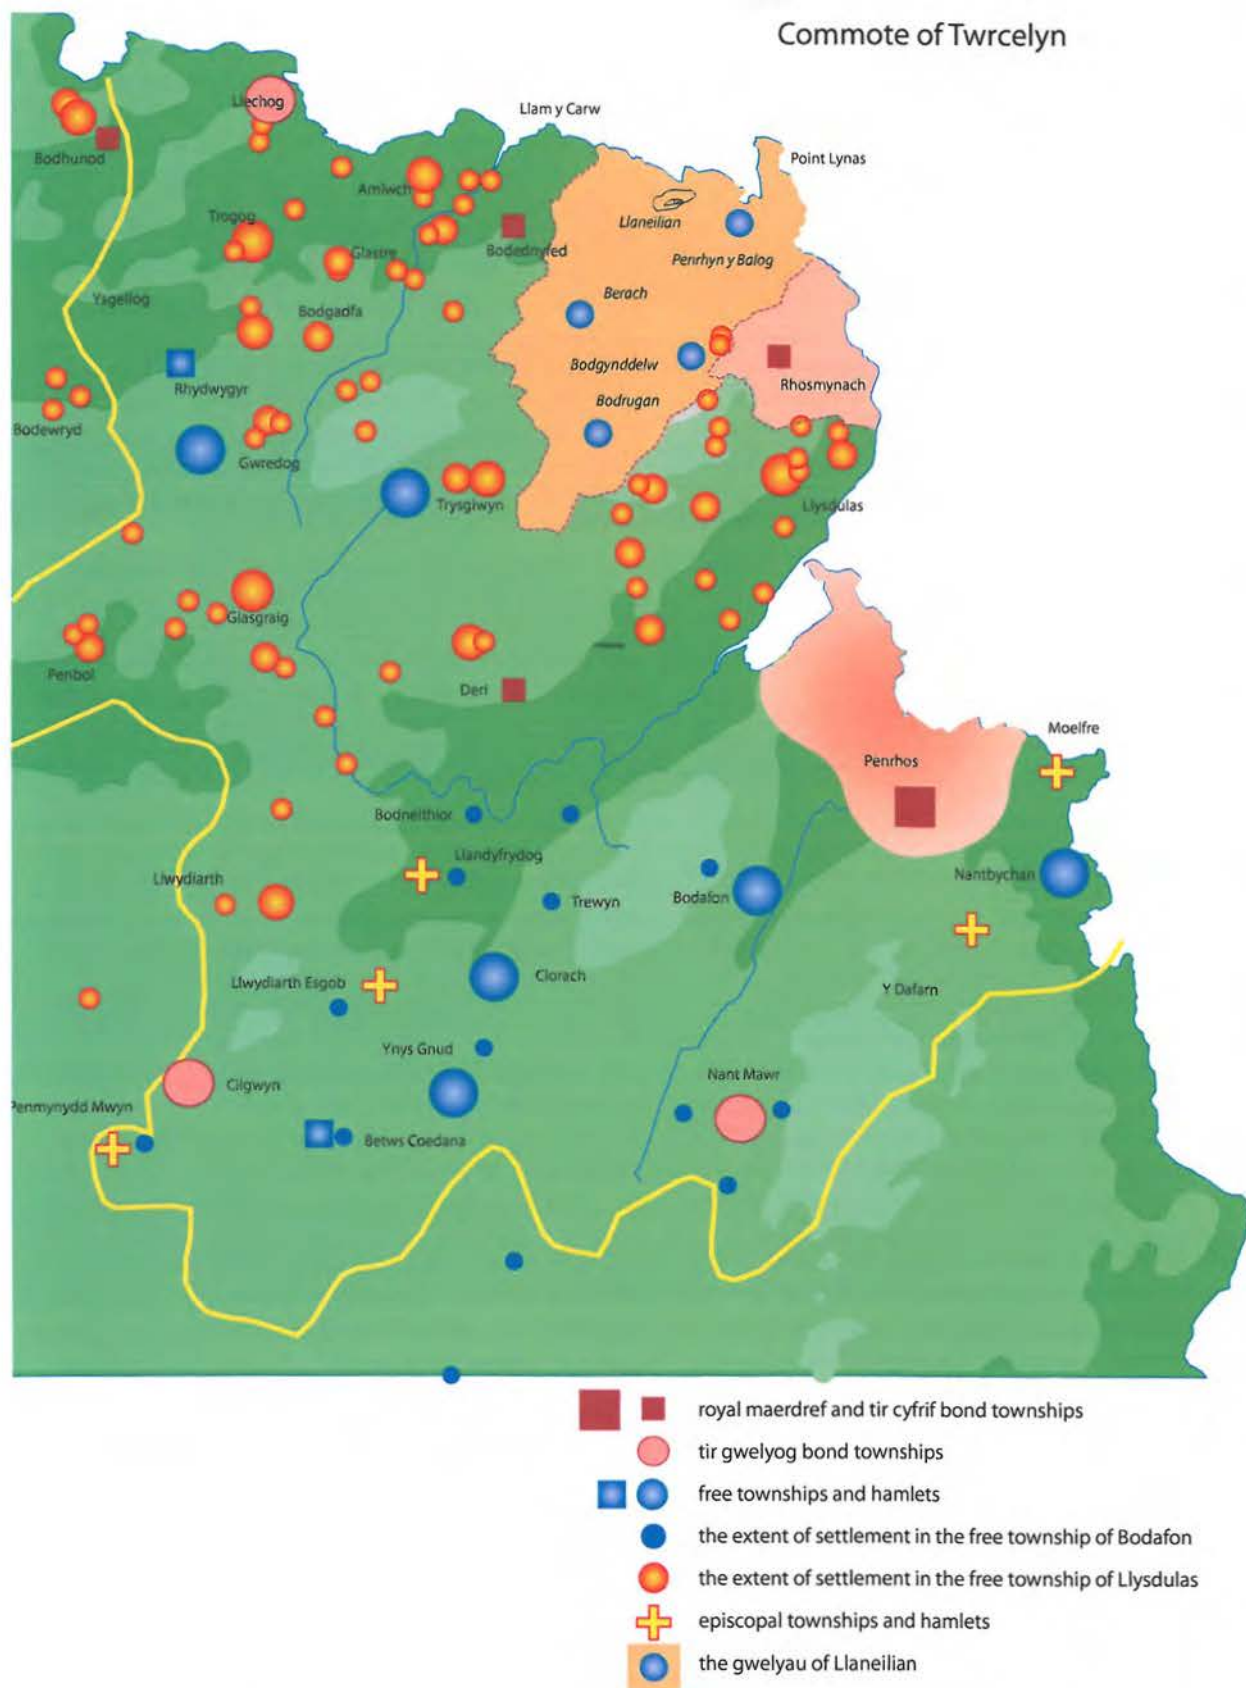 Commote of Twrcelyn
Llechog
Llam y Carw
Bodhunod
Point Lynas
Amlwch
Trogog
Llaneilian
Glastre
Bodednyfed
Penrhyn y Balog
Ysgellog
Berach
Bodgadfa
Bodgynddelw
Rhydwygyr
Rhosmynach
Bodrugan
Bodewryd
Gwredog
Trysgiwyn
Llysdulas
Glasgraig
Penbol
Deri
Moelfre
Penrhos
Bodneithior
Llandyfrydog
Llwydiarth
Nantbychan
Trewyn
Bodafon
Llwydiarth Esgob
Clorach
Y Dafarn
Ynys Gnud
Nant Mawr
Cilgwyn
Penmynydd Mwyn
Betws Coedana
royal maerdref and tir cyfrif bond townships
tir gwelyog bond townships
free townships and hamlets
the extent of settlement in the free township of Bodafon
the extent of settlement in the free township of Llysdulas
episcopal townships and hamlets
the gwelyau of Llaneilian